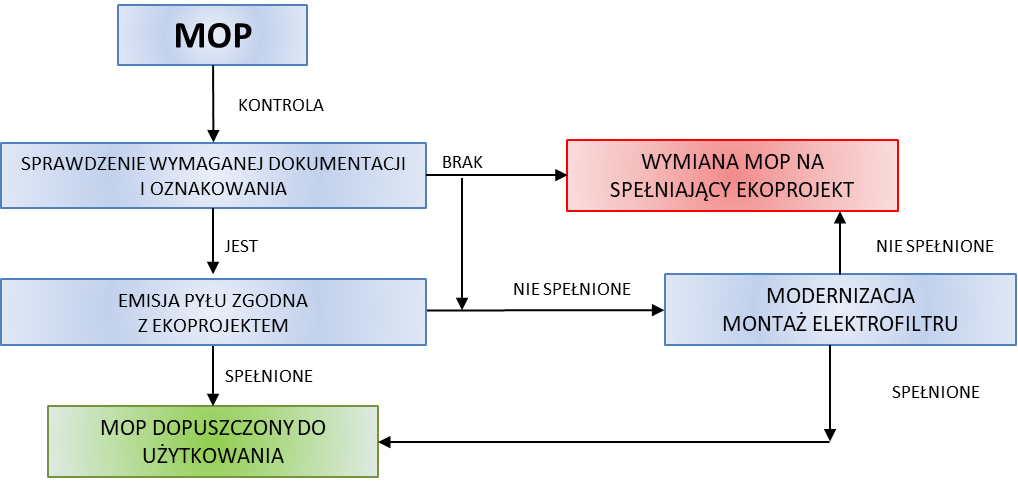 MOP
KONTROLA
SPRAWDZENIE WYMAGANEJ DOKUMENTACJI
I OZNAKOWANIA
BRAK
WYMIANA MOP NA
SPEŁNIAJĄCY EKOPROJEKT
JEST
NIE SPEŁNIONE
EMISJA PYŁU ZGODNA
Z EKOPROJEKTEM
NIE SPEŁNIONE
MODERNIZACJA
MONTAŻ ELEKTROFILTRU
SPEŁNIONE
SPEŁNIONE
MOP DOPUSZCZONY DO
UŻYTKOWANIA